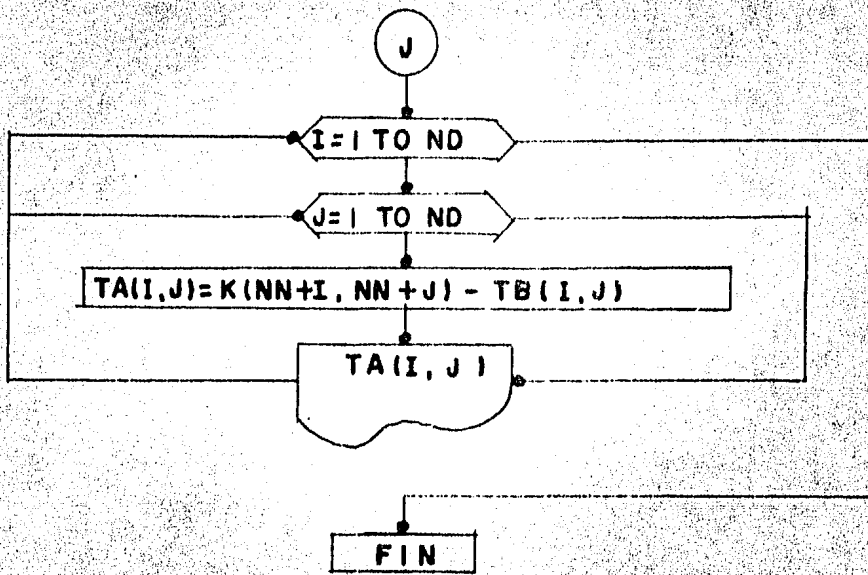 J
I=1 TO ND
J=1 TO ND
TA(I,J)=K(NN+I, NN+J) - TB(I,J)
TA(I, J)
FIN